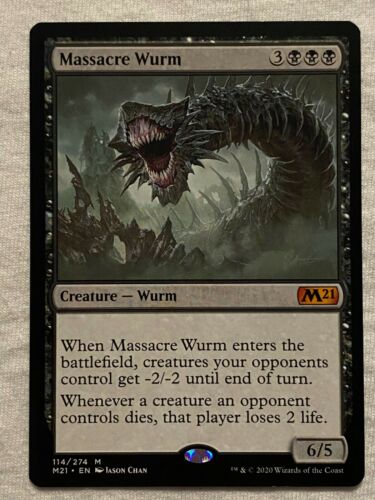 Massacre Wurm 3
Creature — Wurm M21
When Massacre Wurm enters the
battlefield, creatures your opponents
control get -2/-2 until end of turn.
Whenever a creature an opponent
controls dies, that player loses 2 life.
6/5
114/274 M
M21 • EN Jason Chan ™ & © 2020 Wizards of the Coast